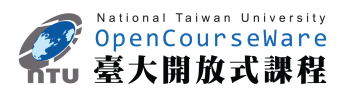 National Taiwan University
OpenCourseWare
臺大開放式課程
NTU